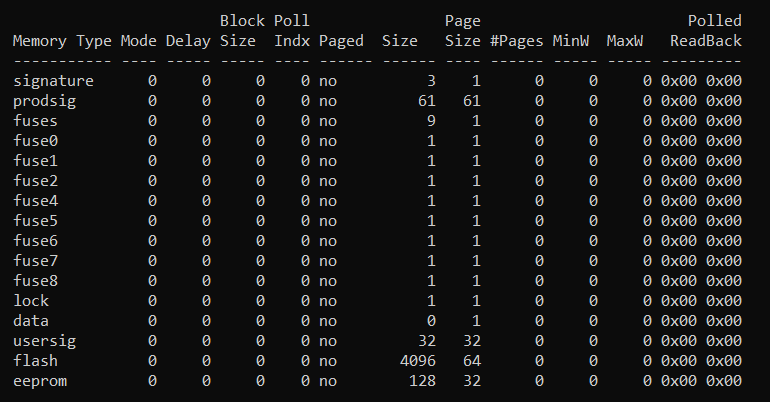 Block Poll               Page                       Polled
Memory Type Mode Delay Size  Indx Paged  Size   Size #Pages MinW  MaxW   ReadBack
----------- ---- ----- ----- ---- ------ ------ ---- ------ ----- ----- ---------
signature      0     0     0    0 no          3    1      0     0     0 0x00 0x00
prodsig        0     0     0    0 no         61   61      0     0     0 0x00 0x00
fuses          0     0     0    0 no          9    1      0     0     0 0x00 0x00
fuse0          0     0     0    0 no          1    1      0     0     0 0x00 0x00
fuse1          0     0     0    0 no          1    1      0     0     0 0x00 0x00
fuse2          0     0     0    0 no          1    1      0     0     0 0x00 0x00
fuse4          0     0     0    0 no          1    1      0     0     0 0x00 0x00
fuse5          0     0     0    0 no          1    1      0     0     0 0x00 0x00
fuse6          0     0     0    0 no          1    1      0     0     0 0x00 0x00
fuse7          0     0     0    0 no          1    1      0     0     0 0x00 0x00
fuse8          0     0     0    0 no          1    1      0     0     0 0x00 0x00
lock           0     0     0    0 no          1    1      0     0     0 0x00 0x00
data           0     0     0    0 no          0    1      0     0     0 0x00 0x00
usersig        0     0     0    0 no         32   32      0     0     0 0x00 0x00
flash          0     0     0    0 no       4096   64      0     0     0 0x00 0x00
eeprom         0     0     0    0 no        128   32      0     0     0 0x00 0x00